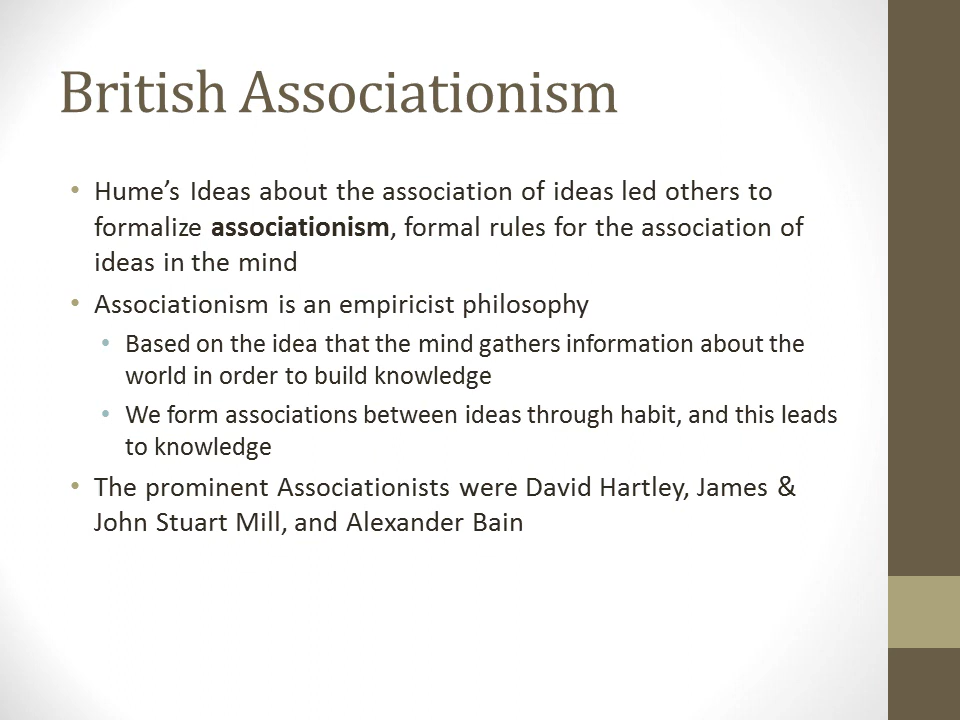 British Associationism
• Hume’s Ideas about the association of ideas led others to
formalize associationism, formal rules for the association of
ideas in the mind
• Associationism is an empiricist philosophy
• Based on the idea that the mind gathers information about the
world in order to build knowledge
• We form associations between ideas through habit, and this leads
to knowledge
• The prominent Associationists were David Hartley, James &
John Stuart Mill, and Alexander Bain